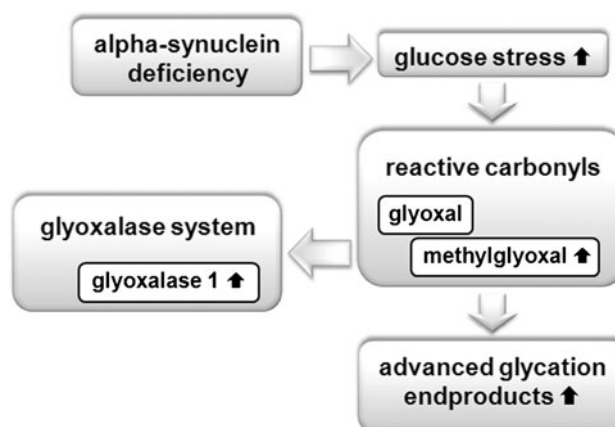 alpha-synuclein
deficiency
glucose stress ⬆
reactive carbonyls
glyoxal
methylglyoxal ⬆
glyoxalase system
glyoxalase 1 ⬆
advanced glycation
endproducts ⬆